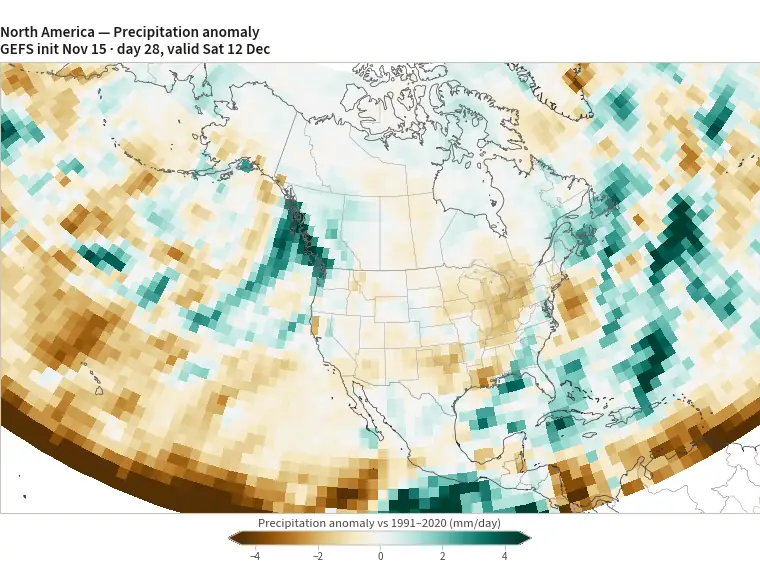 North America — Precipitation anomaly
GEFS init Nov 15 · day 28, valid Sat 12 Dec
Precipitation anomaly vs 1991–2020 (mm/day)
−4 −2 0 2 4